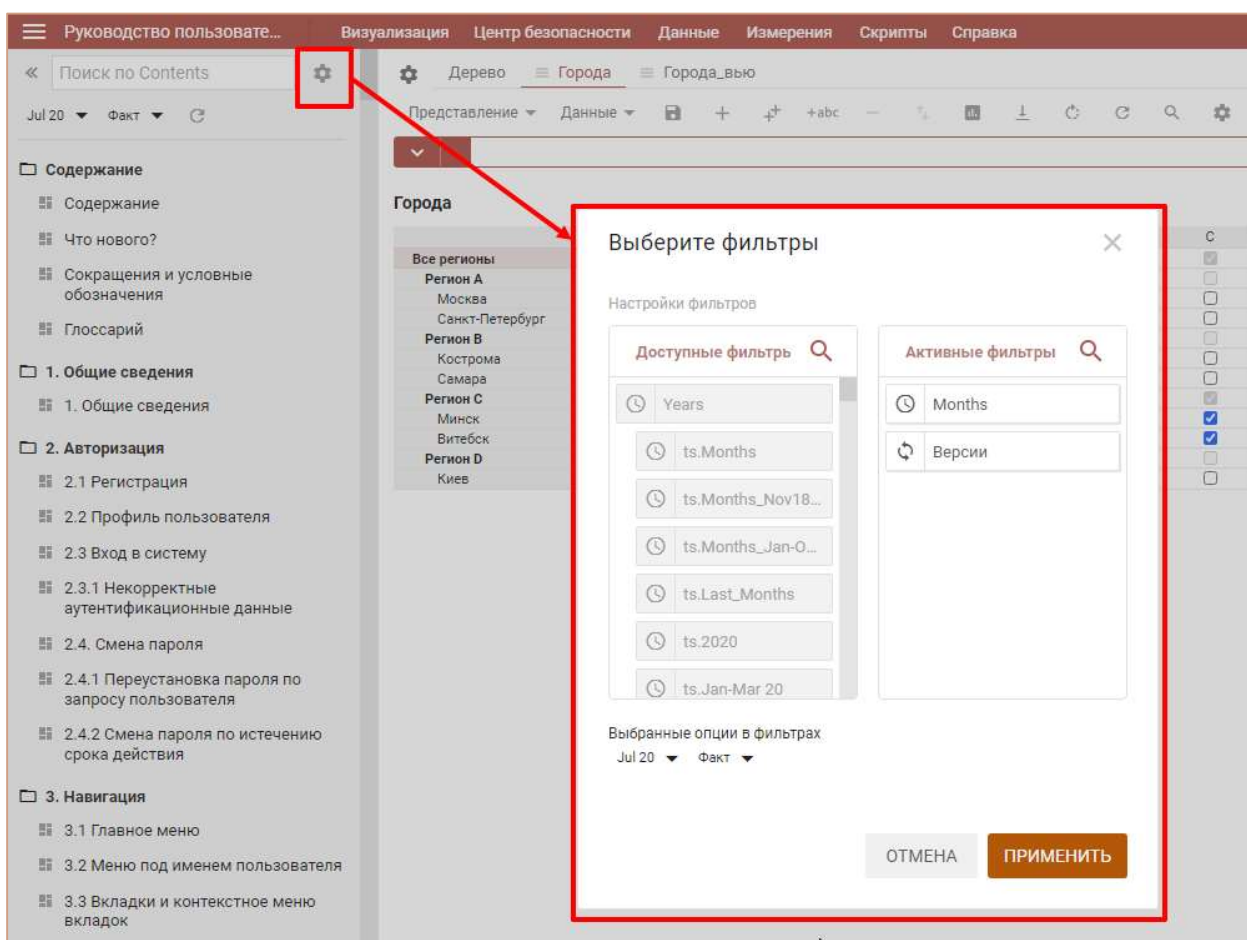 Руководство пользовате...
Визуализация Центр безопасности Данные Измерения Скрипты Справка
Поиск по Contents
Jul 20 Факт
Содержание
Содержание
Что нового?
Сокращения и условные
обозначения
Глоссарий
1. Общие сведения
1. Общие сведения
2. Авторизация
2.1 Регистрация
2.2 Профиль пользователя
2.3 Вход в систему
2.3.1 Некорректные
аутентификационные данные
2.4. Смена пароля
2.4.1 Переустановка пароля по
запросу пользователя
2.4.2 Смена пароля по истечению
срока действия
3. Навигация
3.1 Главное меню
3.2 Меню под именем пользователя
3.3 Вкладки и контекстное меню
вкладок
Дерево Города Города_вью
Представление Данные +abc
Города
C
Все регионы
Регион A
Москва
Санкт-Петербург
Регион B
Кострома
Самара
Регион C
Минск
Витебск
Регион D
Киев
Выберите фильтры
Настройки фильтров
Доступные фильтры
Years
ts.Months
ts.Months_Nov18...
ts.Months_Jan-O...
ts.Last_Months
ts.2020
ts.Jan-Mar 20
Активные фильтры
Months
Версии
Выбранные опции в фильтрах
Jul 20 Факт
ОТМЕНА ПРИМЕНИТЬ